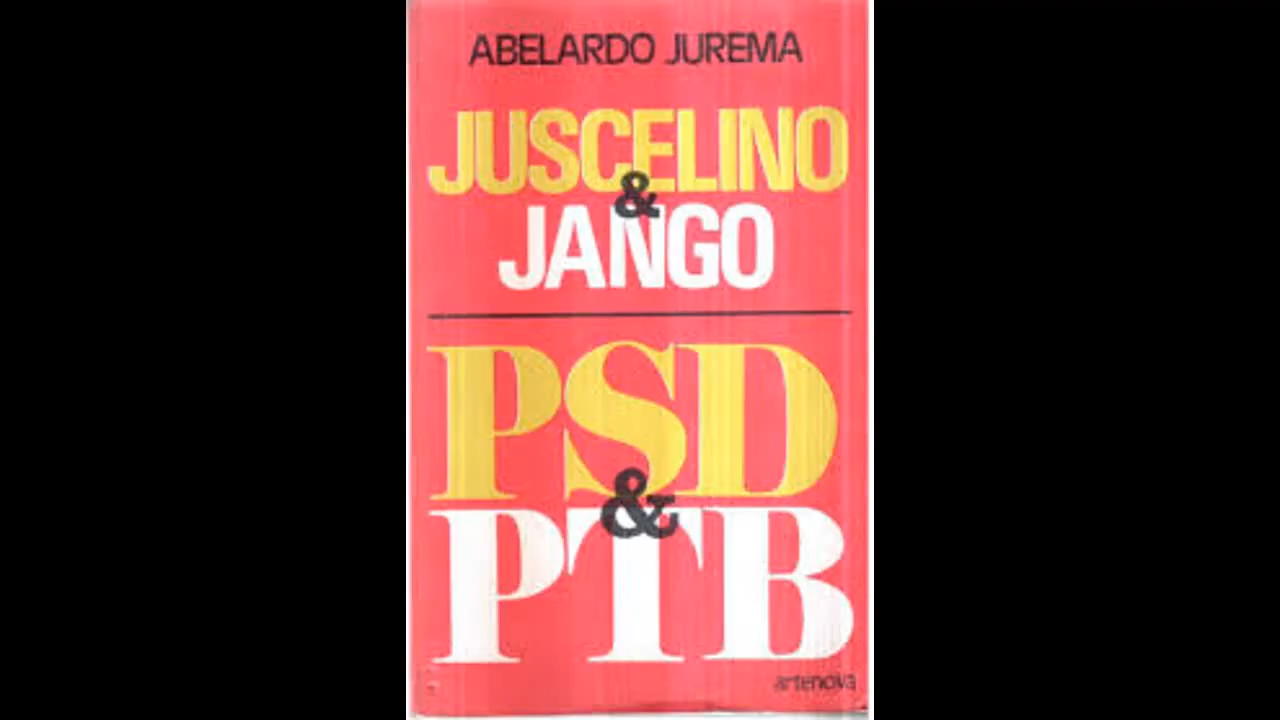 ABELARDO JUREMA
JUSCELINO
&
JANGO
PSD
&
PTB
artenova